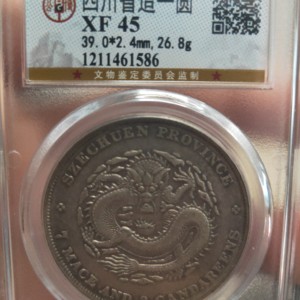 四川省造一圆
XF 45
39.0*2.4mm, 26.8g
1211461586
★ 文物鉴定委员会监制 ★
SZECHUEN PROVINCE
7 MACE AND 2 CANDAREENS